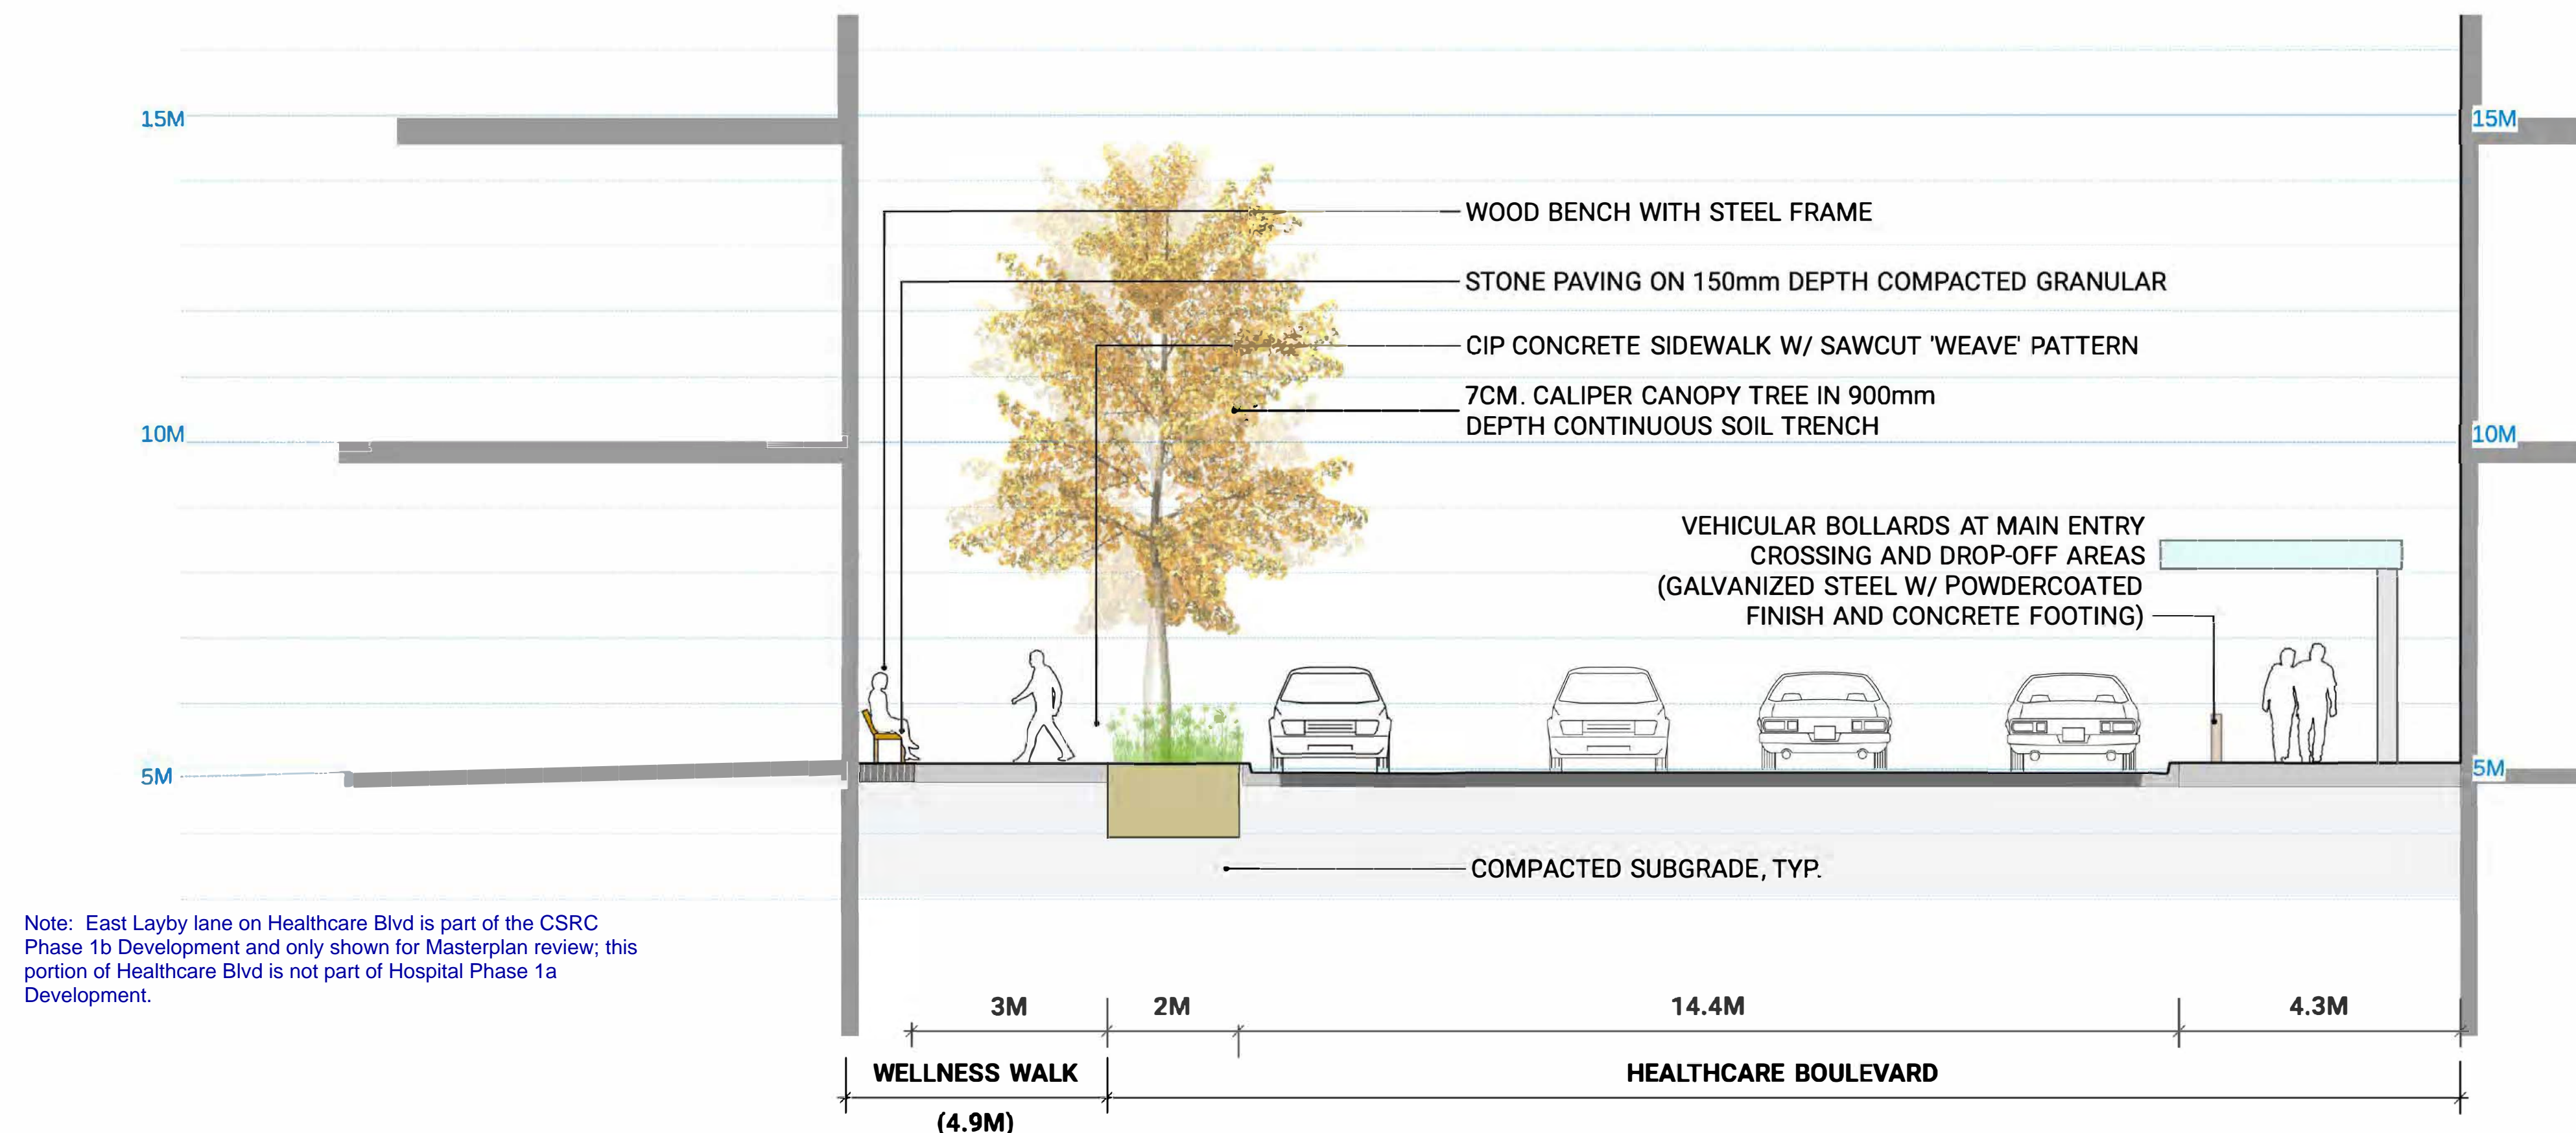 15M
15M
WOOD BENCH WITH STEEL FRAME
STONE PAVING ON 150mm DEPTH COMPACTED GRANULAR
CIP CONCRETE SIDEWALK W/ SAWCUT 'WEAVE' PATTERN
7CM. CALIPER CANOPY TREE IN 900mm
DEPTH CONTINUOUS SOIL TRENCH
10M
10M
VEHICULAR BOLLARDS AT MAIN ENTRY
CROSSING AND DROP-OFF AREAS
(GALVANIZED STEEL W/ POWDERCOATED
FINISH AND CONCRETE FOOTING)
5M
5M
COMPACTED SUBGRADE, TYP.
Note: East Layby lane on Healthcare Blvd is part of the CSRC
Phase 1b Development and only shown for Masterplan review; this
portion of Healthcare Blvd is not part of Hospital Phase 1a
Development.
3M
2M
14.4M
4.3M
WELLNESS WALK
(4.9M)
HEALTHCARE BOULEVARD